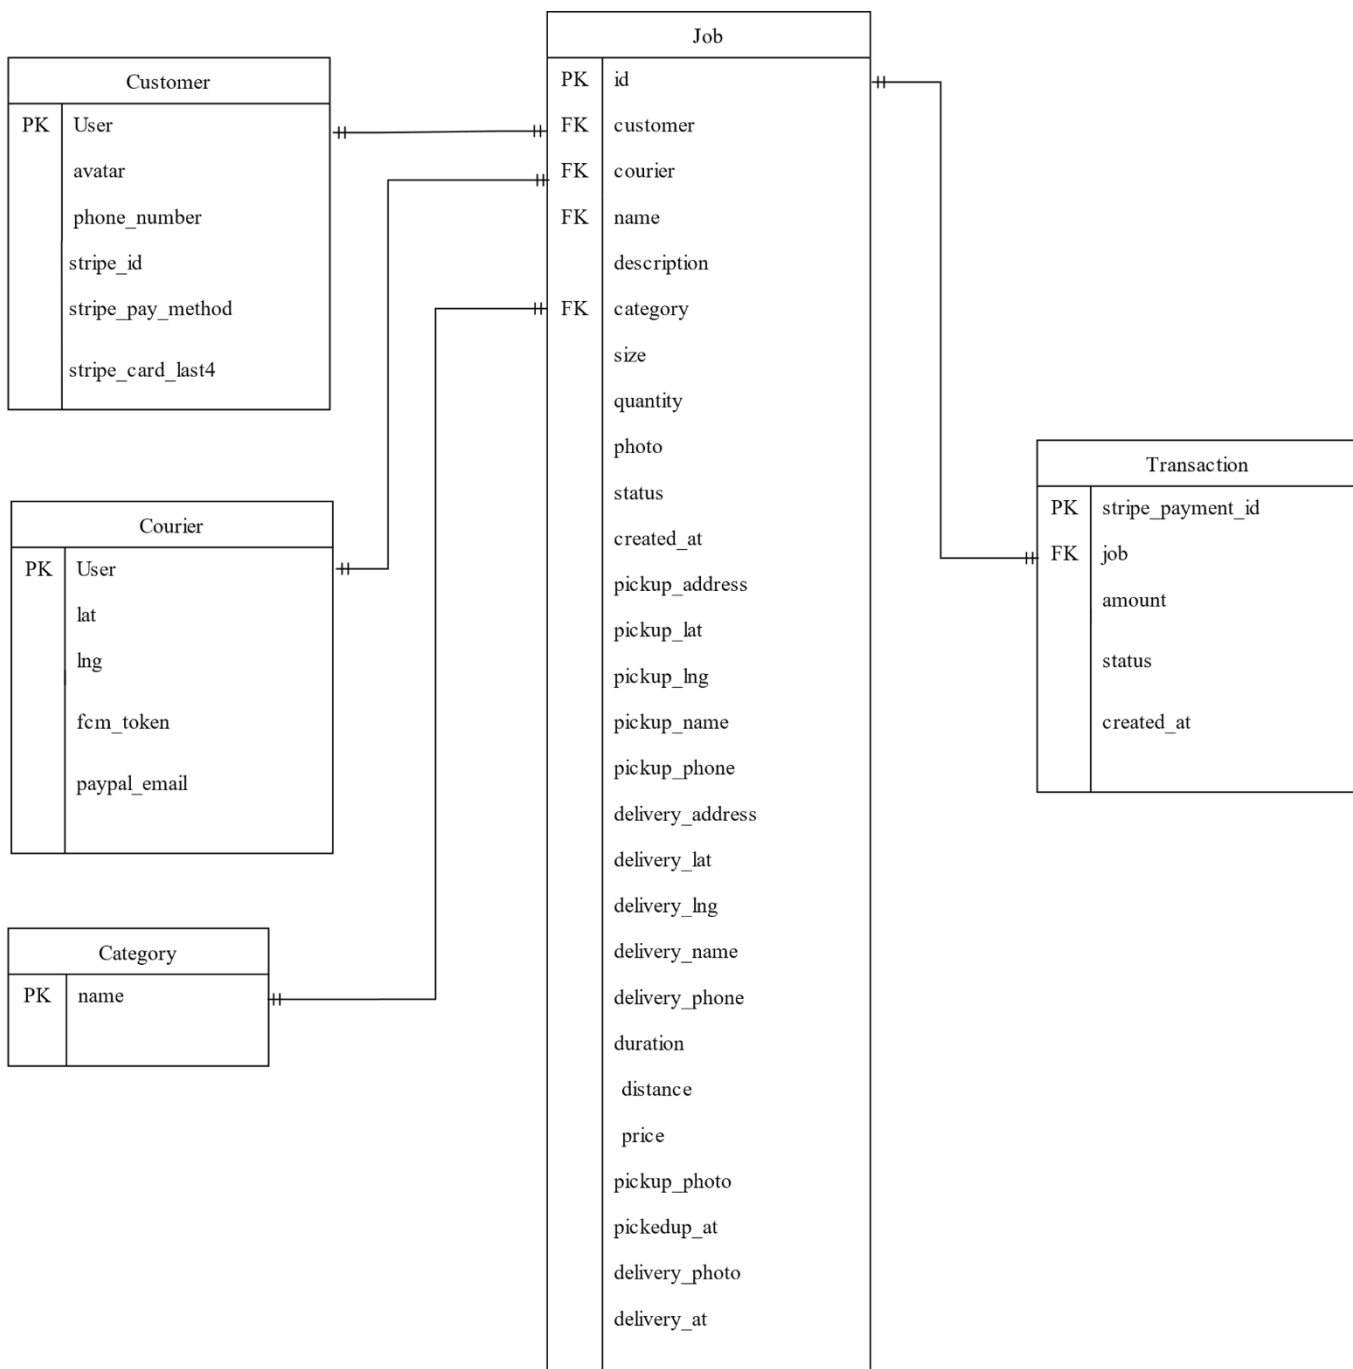 Customer
PK User
avatar
phone_number
stripe_id
stripe_pay_method
stripe_card_last4
Courier
PK User
lat
lng
fcm_token
paypal_email
Category
PK name
Job
PK id
FK customer
FK courier
FK name
description
FK category
size
quantity
photo
status
created_at
pickup_address
pickup_lat
pickup_lng
pickup_name
pickup_phone
delivery_address
delivery_lat
delivery_lng
delivery_name
delivery_phone
duration
distance
price
pickup_photo
pickedup_at
delivery_photo
delivery_at
Transaction
PK stripe_payment_id
FK job
amount
status
created_at